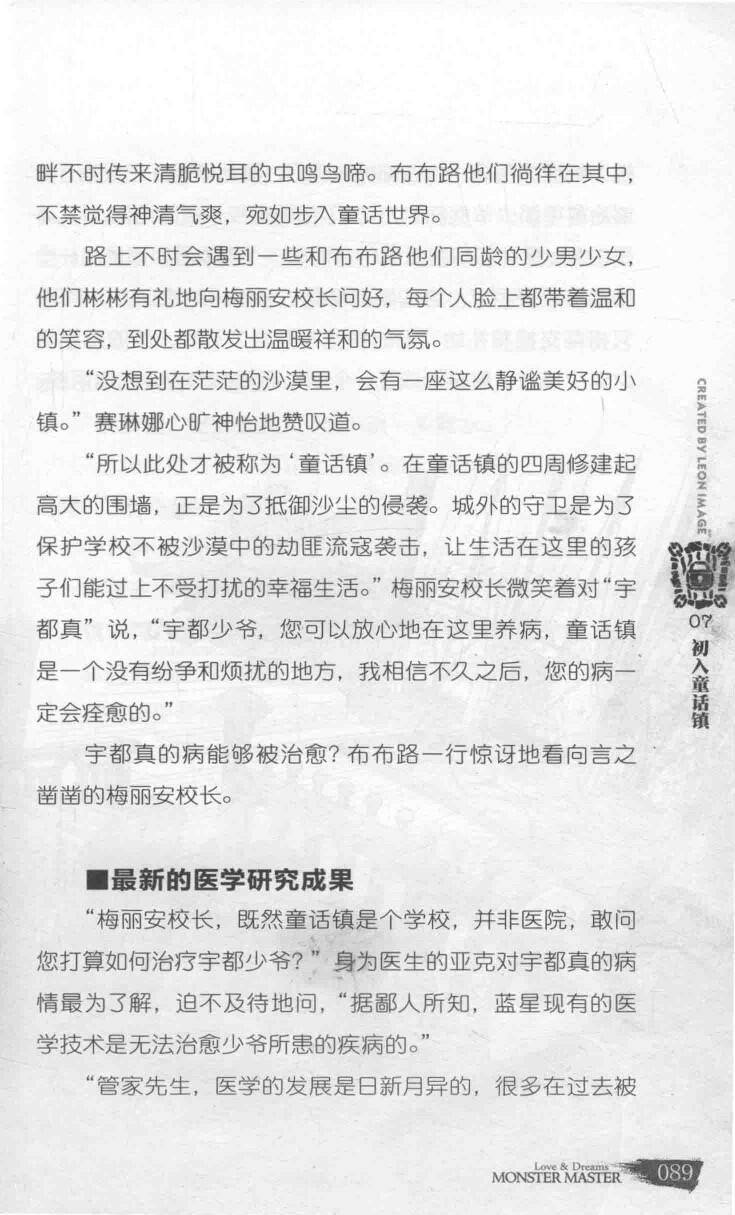 畔不时传来清脆悦耳的虫鸣鸟啼。布布路他们徜徉在其中，
不禁觉得神清气爽，宛如步入童话世界。
路上不时会遇到一些和布布路他们同龄的少男少女，
他们彬彬有礼地向梅丽安校长问好，每个人脸上都带着温和
的笑容，到处都散发出温暖祥和的气氛。
“没想到在茫茫的沙漠里，会有一座这么静谧美好的小
镇。”赛琳娜心旷神怡地赞叹道。
“所以此处才被称为‘童话镇’。在童话镇的四周修建起
高大的围墙，正是为了抵御沙尘的侵袭。城外的守卫是为了
保护学校不被沙漠中的劫匪流寇袭击，让生活在这里的孩
子们能过上不受打扰的幸福生活。”梅丽安校长微笑着对“宇
都真”说，“宇都少爷，您可以放心地在这里养病，童话镇
是一个没有纷争和烦扰的地方，我相信不久之后，您的病一
定会痊愈的。”
宇都真的病能够被治愈？布布路一行惊讶地看向言之
凿凿的梅丽安校长。
■最新的医学研究成果
“梅丽安校长，既然童话镇是个学校，并非医院，敢问
您打算如何治疗宇都少爷？”身为医生的亚克对宇都真的病
情最为了解，迫不及待地问，“据鄙人所知，蓝星现有的医
学技术是无法治愈少爷所患的疾病的。”
“管家先生，医学的发展是日新月异的，很多在过去被
CREATED BY LEON IMAGE
07
初入童话镇
Love & Dreams
MONSTER MASTER
089